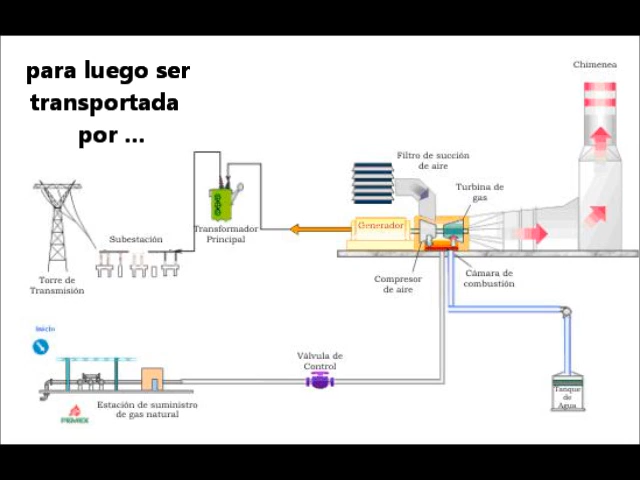 para luego ser
transportada
por ...
Chimenea
Filtro de succión
de aire
Turbina de
gas
Generador
Transformador
Principal
Subestación
Torre de
Transmisión
Compresor
de aire
Cámara de
combustión
Inicio
Válvula de
Control
Tanque
de
Agua
Estación de suministro
de gas natural
PEMEX